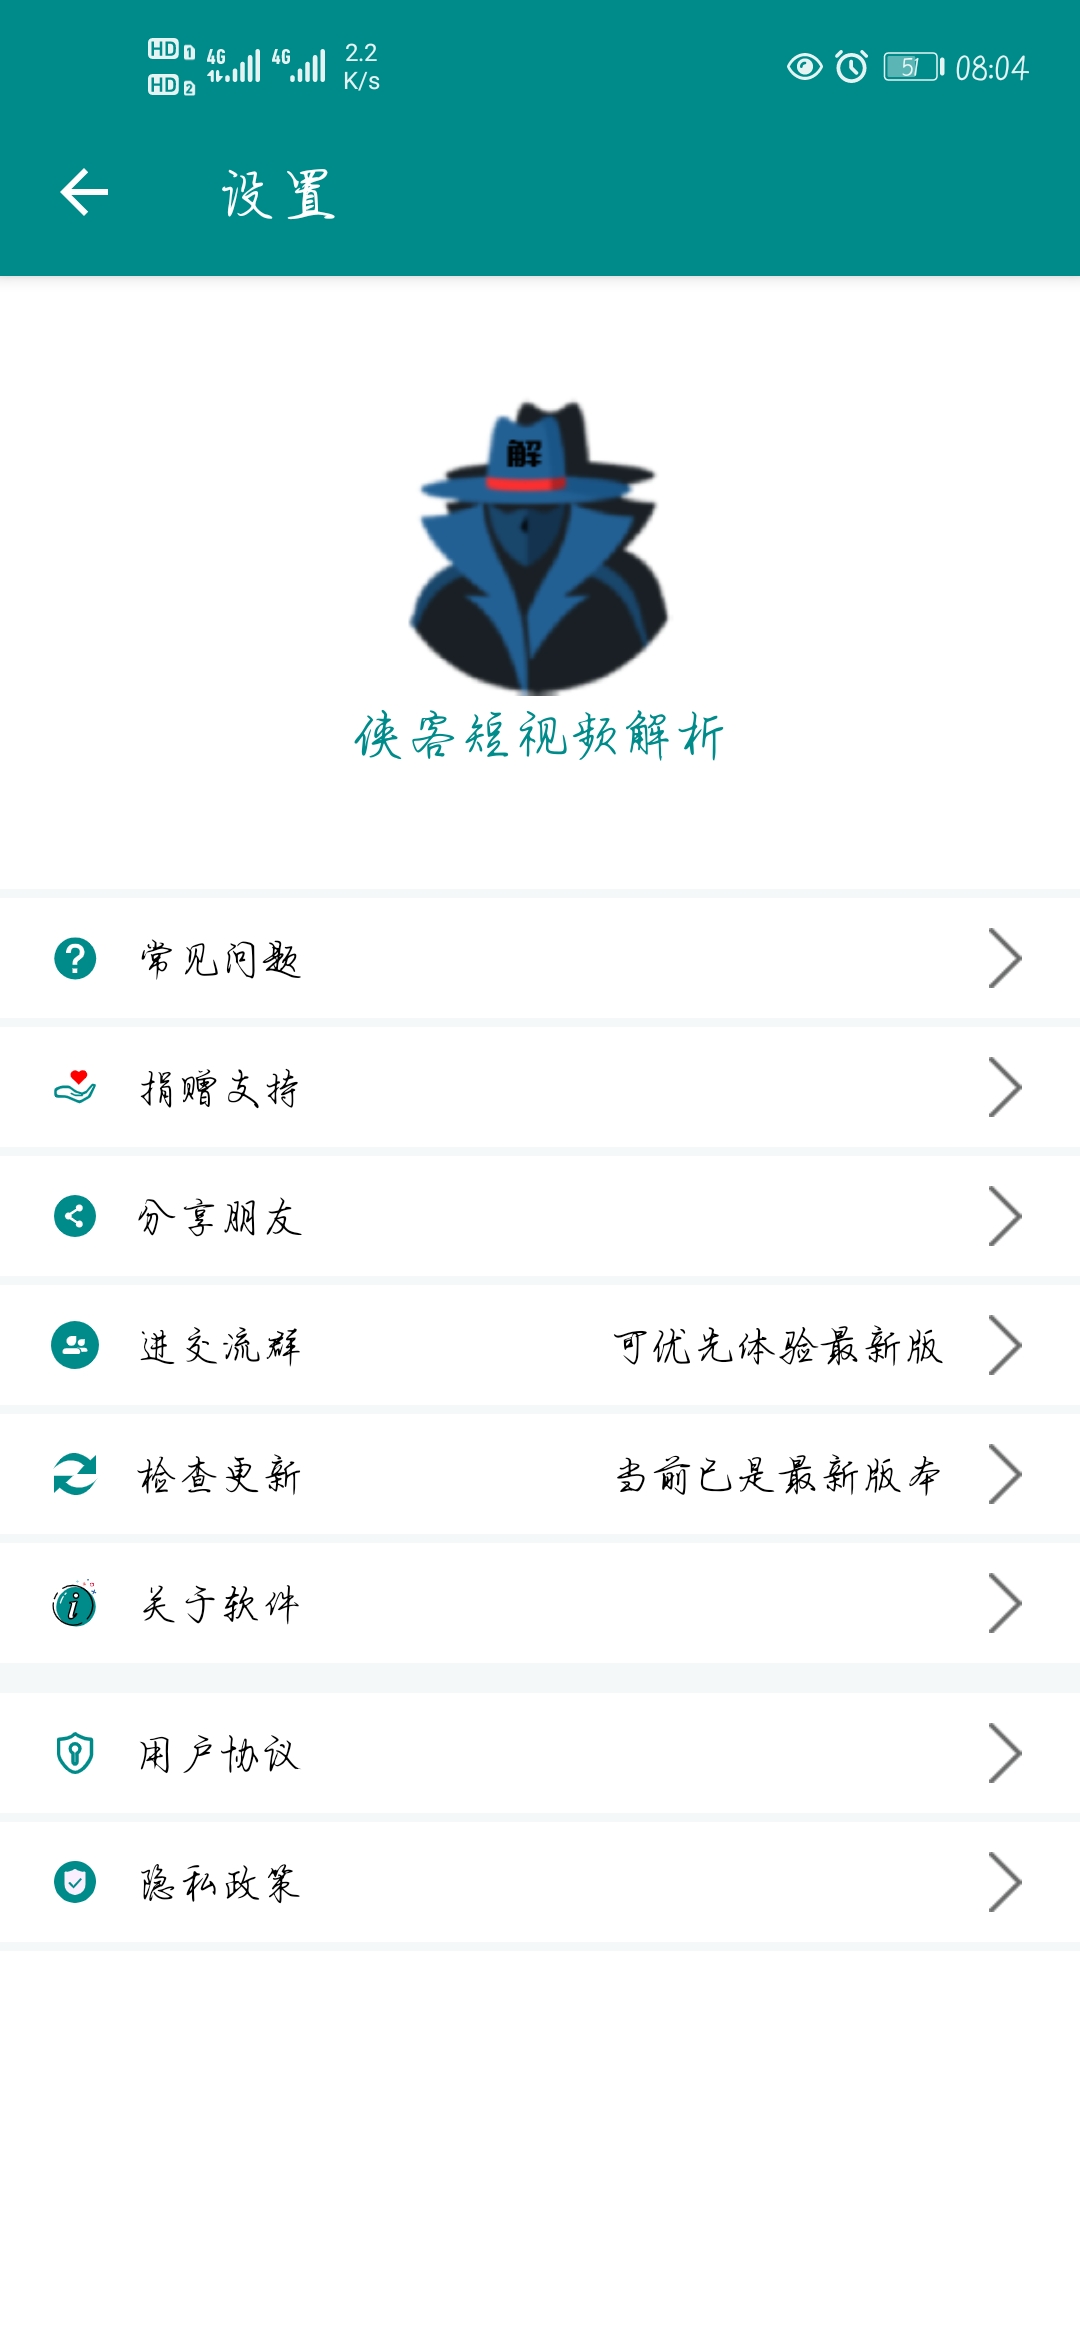 HD 1 4G 4G 2.2
HD 2 K/s
51 08:04
设置
解
侠客短视频解析
常见问题
捐赠支持
分享朋友
进交流群 可优先体验最新版
检查更新 当前已是最新版本
关于软件
用户协议
隐私政策